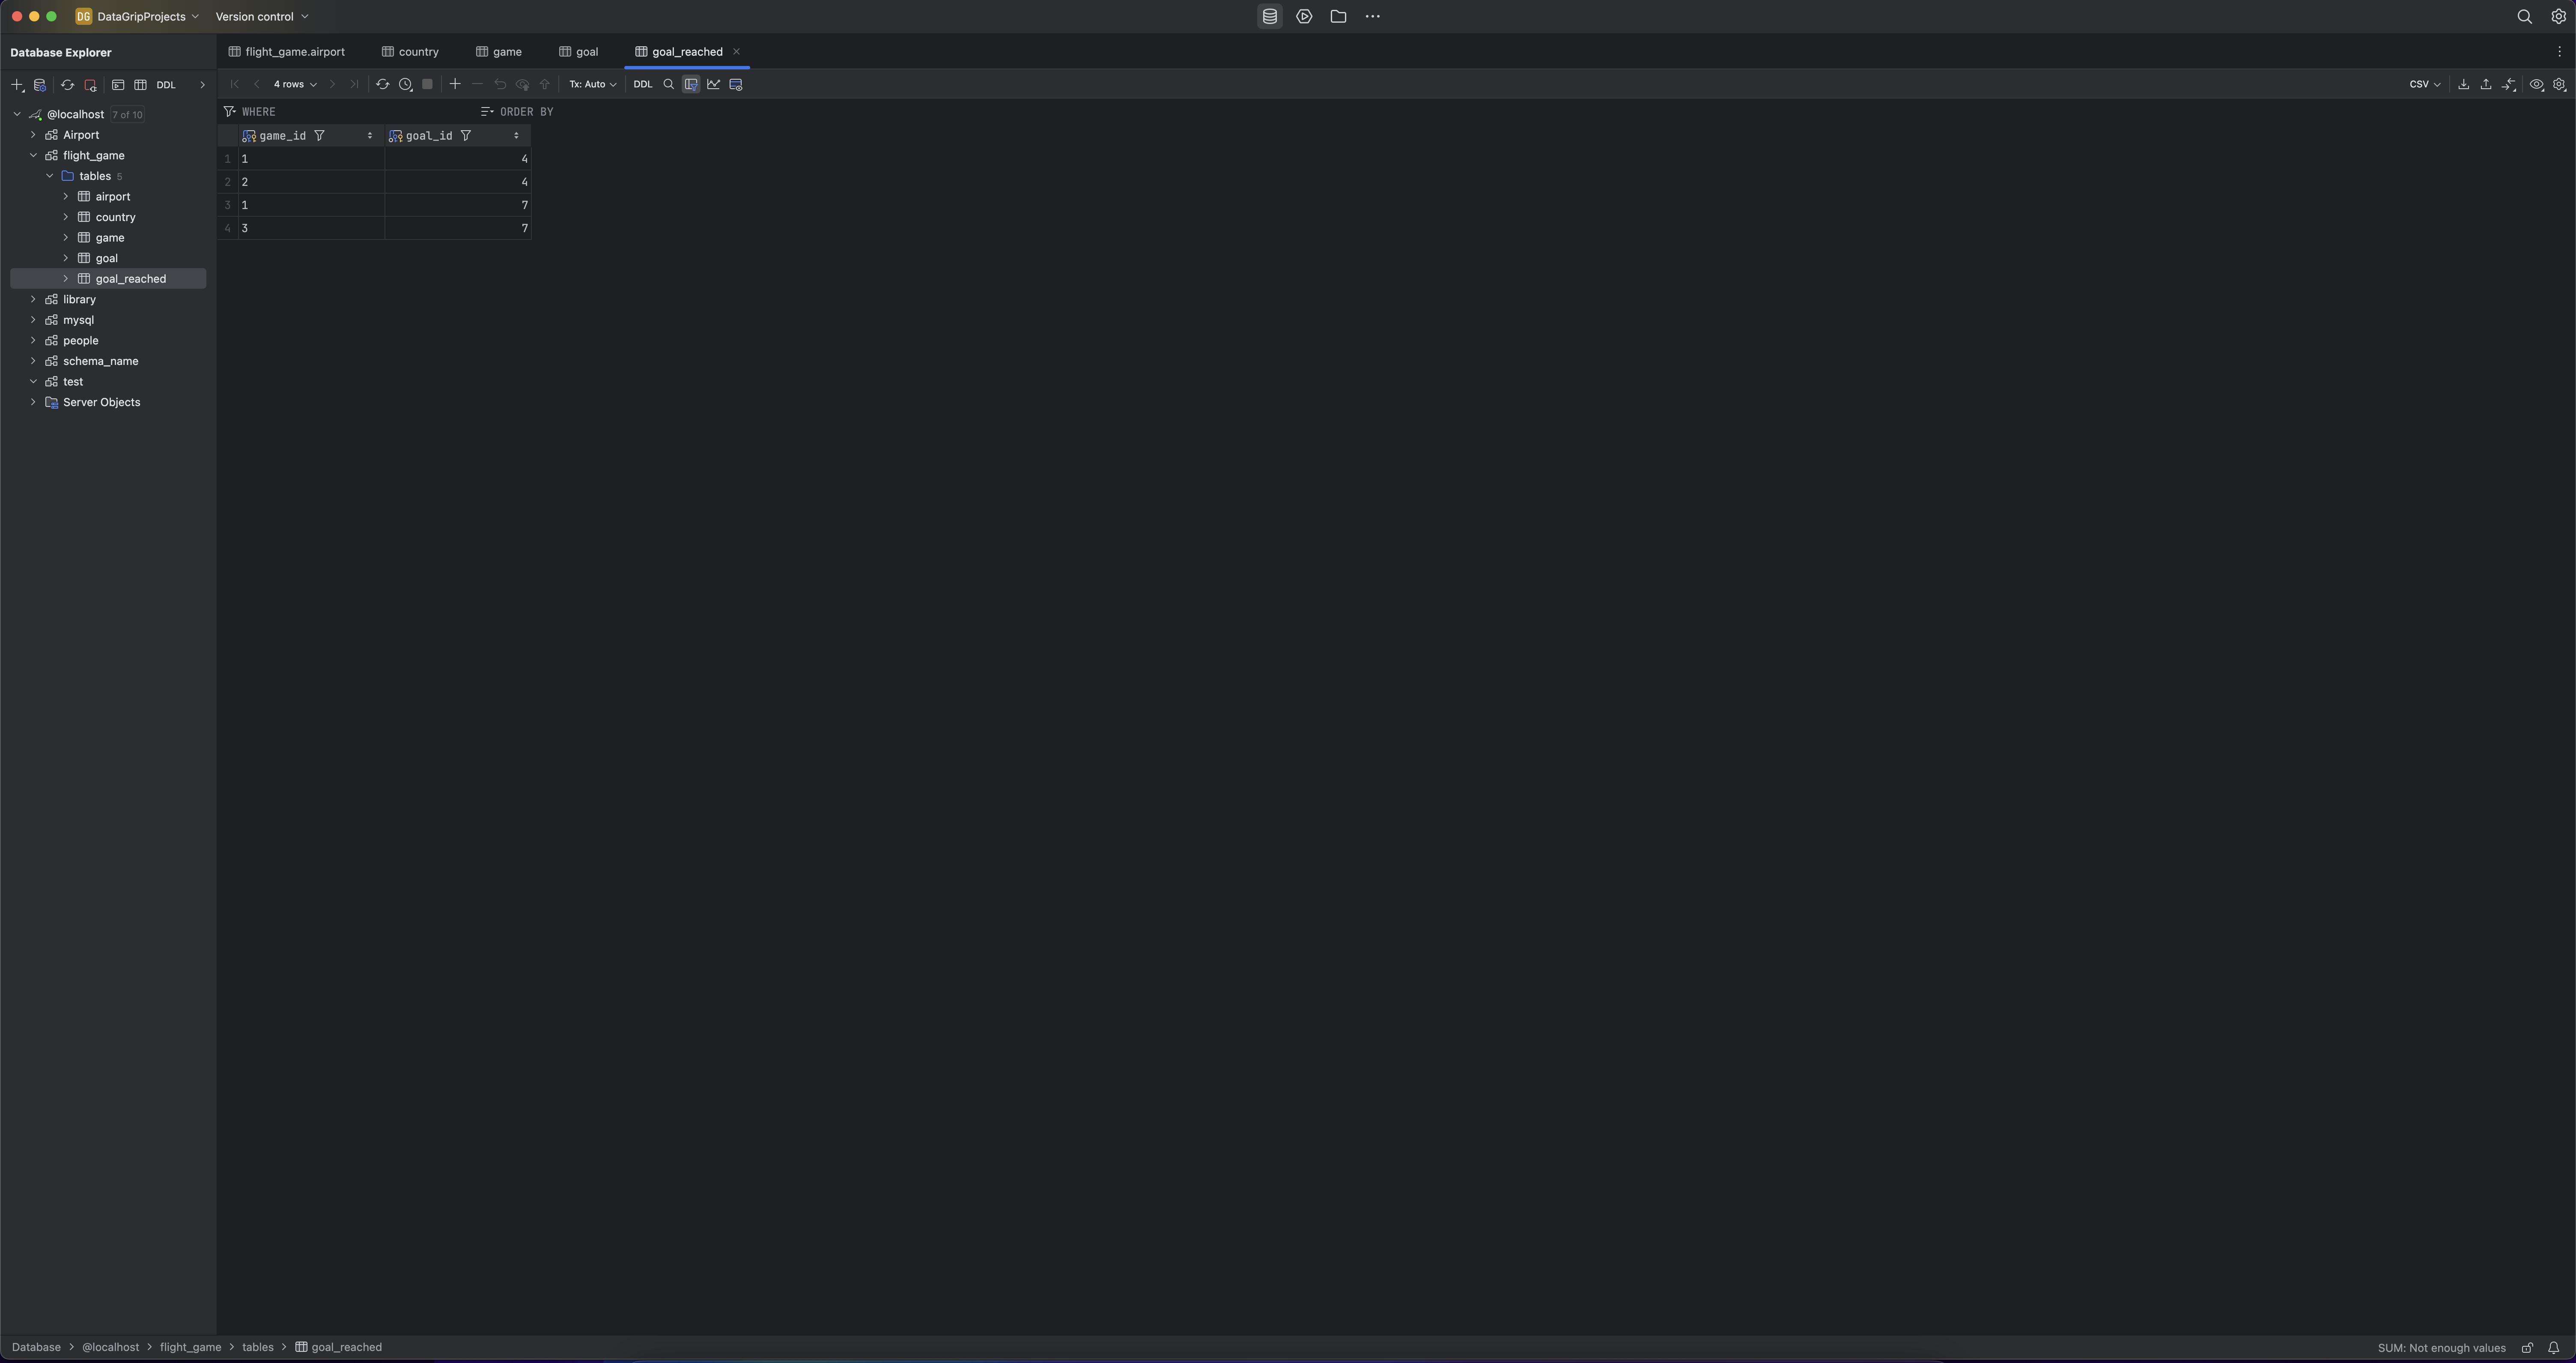 DG DataGripProjects Version control
Database Explorer
flight_game.airport country game goal goal_reached
DDL
4 rows Tx: Auto DDL CSV
WHERE ORDER BY
@localhost 7 of 10
Airport
flight_game
tables 5
airport
country
game
goal
goal_reached
library
mysql
people
schema_name
test
Server Objects
game_id goal_id
1 1 4
2 2 4
3 1 7
4 3 7
Database > @localhost > flight_game > tables > goal_reached
SUM: Not enough values